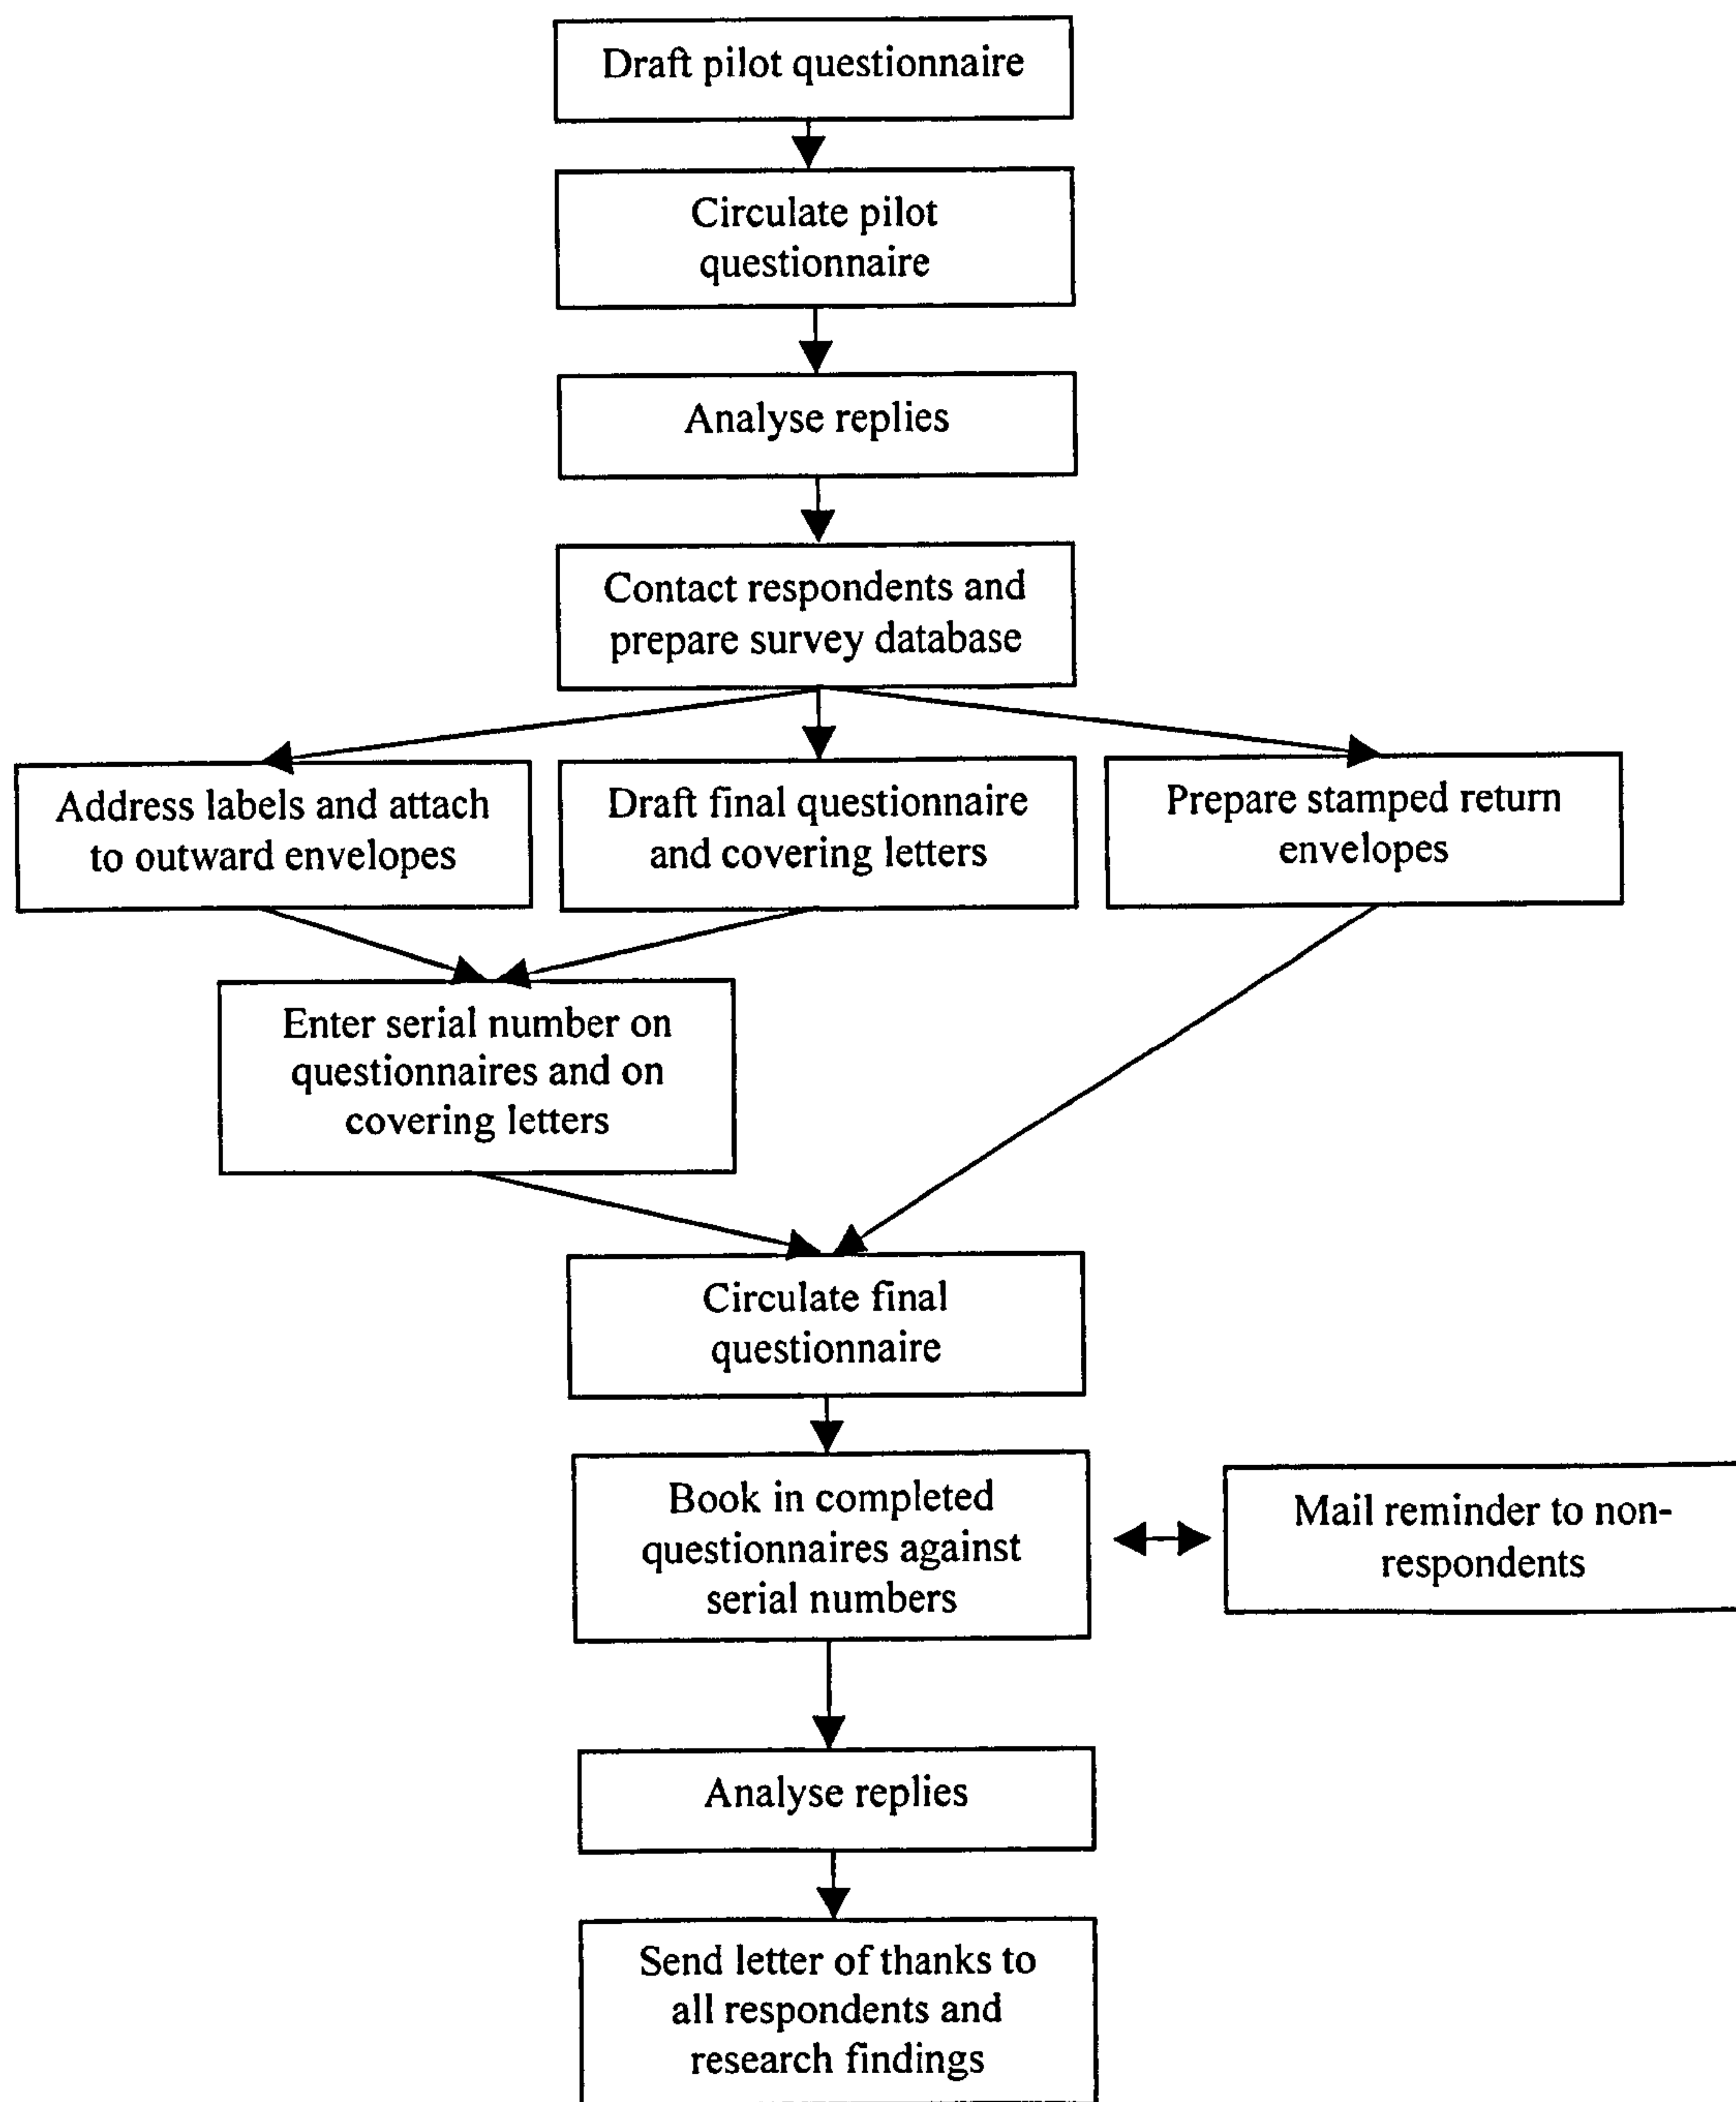 Draft pilot questionnaire
Circulate pilot
questionnaire
Analyse replies
Contact respondents and
prepare survey database
Address labels and attach
to outward envelopes
Draft final questionnaire
and covering letters
Prepare stamped return
envelopes
Enter serial number on
questionnaires and on
covering letters
Circulate final
questionnaire
Book in completed
questionnaires against
serial numbers
Mail reminder to non-
respondents
Analyse replies
Send letter of thanks to
all respondents and
research findings